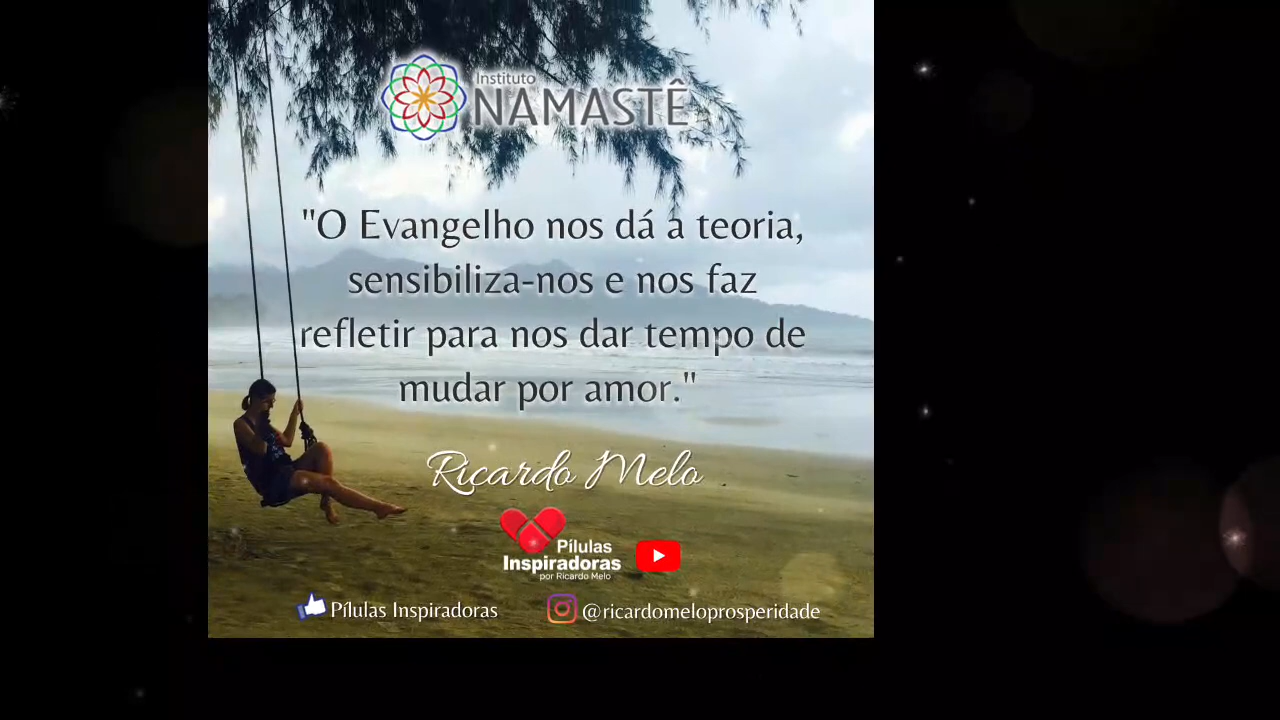 Instituto
NAMASTÊ
"O Evangelho nos dá a teoria,
sensibiliza-nos e nos faz
refletir para nos dar tempo de
mudar por amor."
Ricardo Melo
Pílulas
Inspiradoras
por Ricardo Melo
Pílulas Inspiradoras
@ricardomeloprosperidade